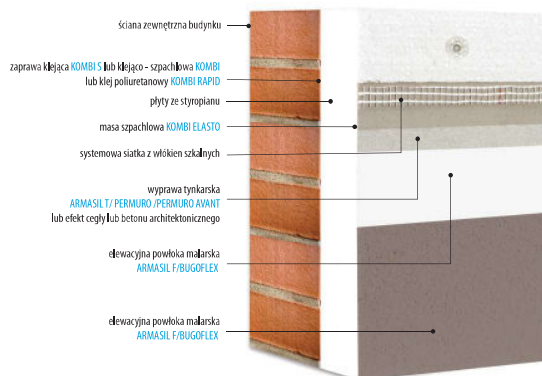 ściana zewnętrzna budynku
zaprawa klejąca KOMBI S lub klejąco - szpachlowa KOMBI
lub klej poliuretanowy KOMBI RAPID
płyty ze styropianu
masa szpachlowa KOMBI ELASTO
systemowa siatka z włókien szkalnych
wyprawa tynkarska
ARMASIL T/ PERMURO /PERMURO AVANT
lub efekt cegły lub betonu architektonicznego
elewacyjna powłoka malarska
ARMASIL F/BUGOFLEX
elewacyjna powłoka malarska
ARMASIL F/BUGOFLEX